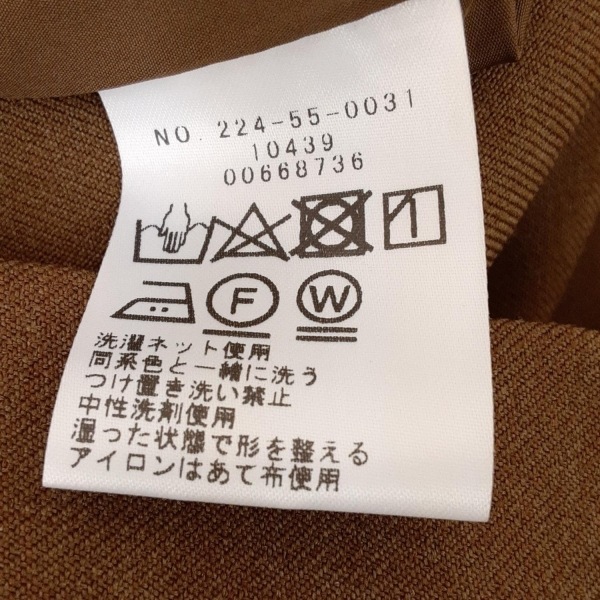 NO. 224-55-0031
10439
00668736
F W
洗濯ネット使用
同系色と一緒に洗う
つけ置き洗い禁止
中性洗剤使用
湿った状態で形を整える
アイロンはあて布使用